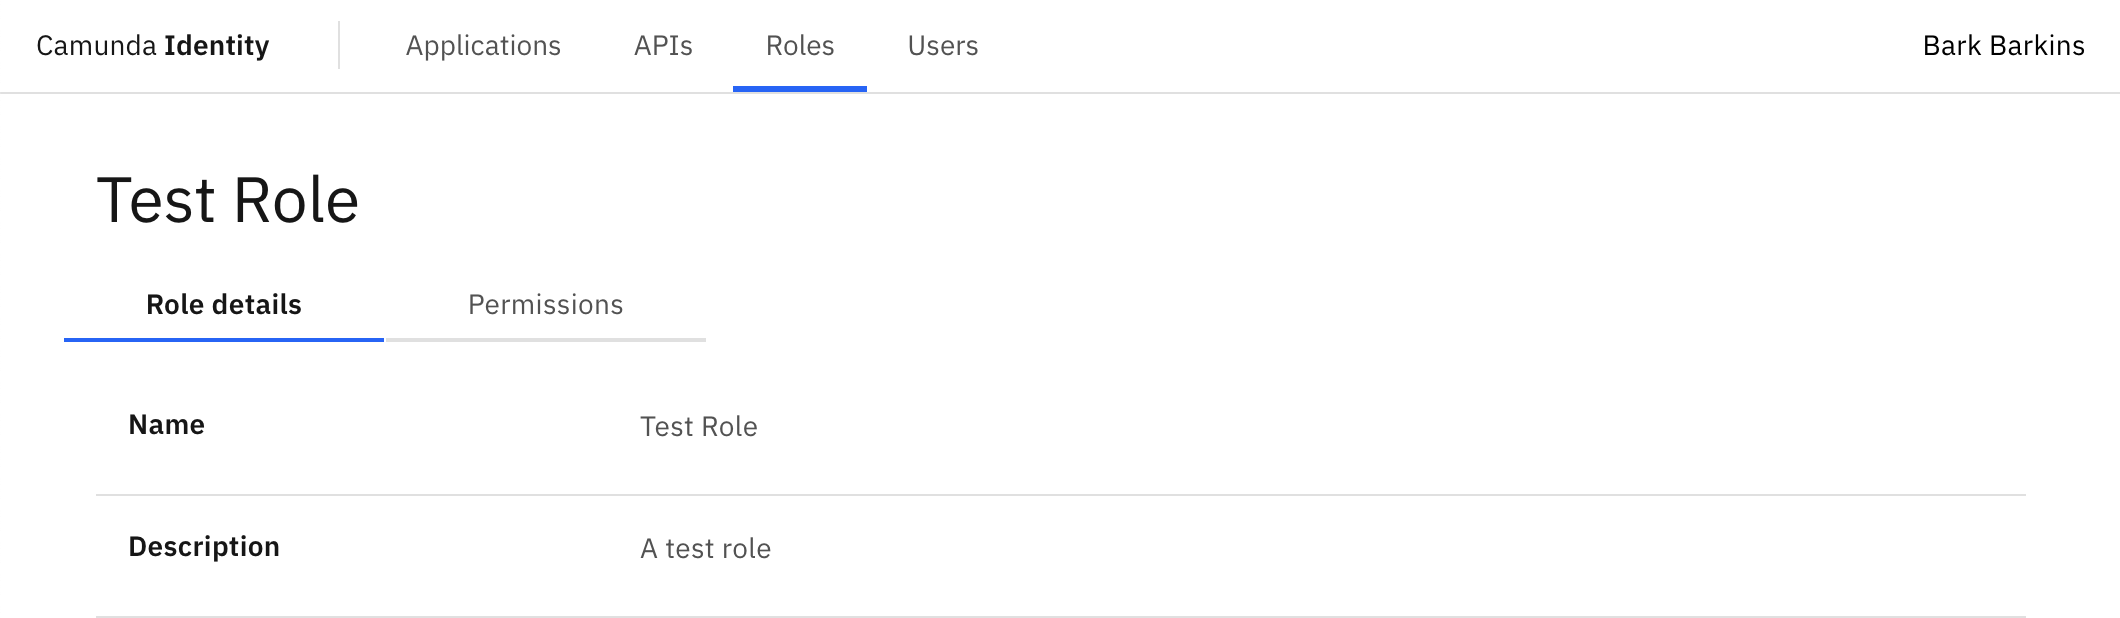 Camunda Identity Applications APIs Roles Users Bark Barkins
Test Role
Role details Permissions
Name Test Role
Description A test role